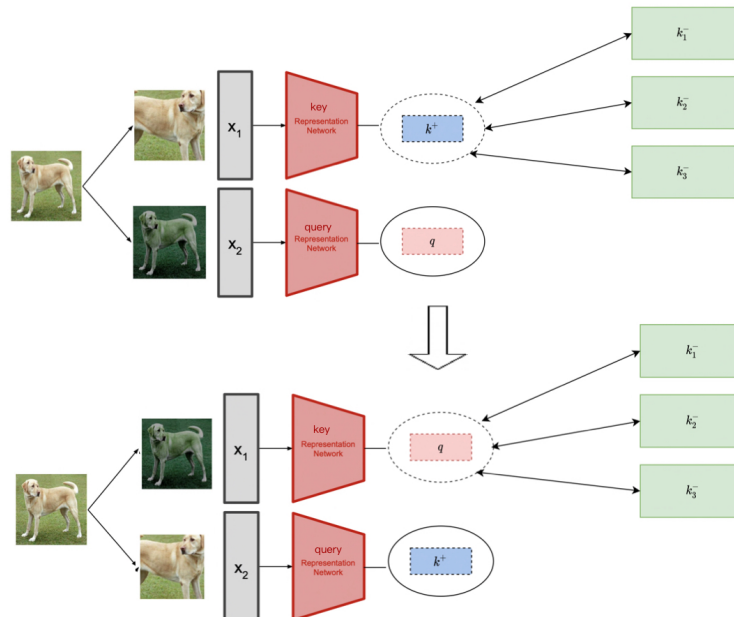 k₁⁻
key
Representation
Network
x₁
k⁺
k₂⁻
k₃⁻
query
Representation
Network
x₂
q
k₁⁻
key
Representation
Network
x₁
q
k₂⁻
k₃⁻
query
Representation
Network
x₂
k⁺